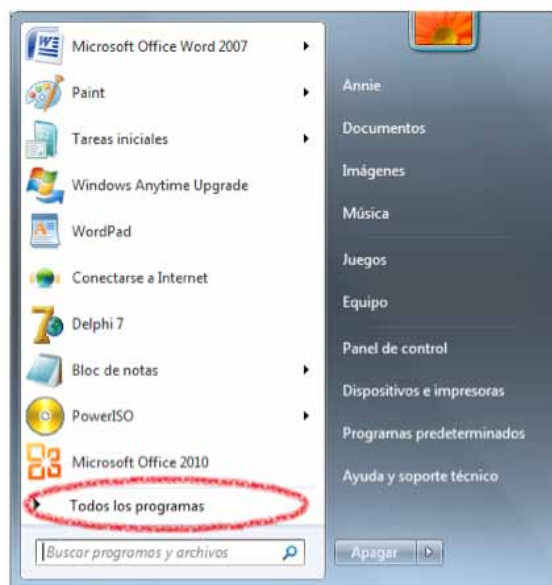 Microsoft Office Word 2007
Paint
Tareas iniciales
Windows Anytime Upgrade
WordPad
Conectarse a Internet
Delphi 7
Bloc de notas
PowerISO
Microsoft Office 2010
Todos los programas
Buscar programas y archivos
Annie
Documentos
Imágenes
Música
Juegos
Equipo
Panel de control
Dispositivos e impresoras
Programas predeterminados
Ayuda y soporte técnico
Apagar